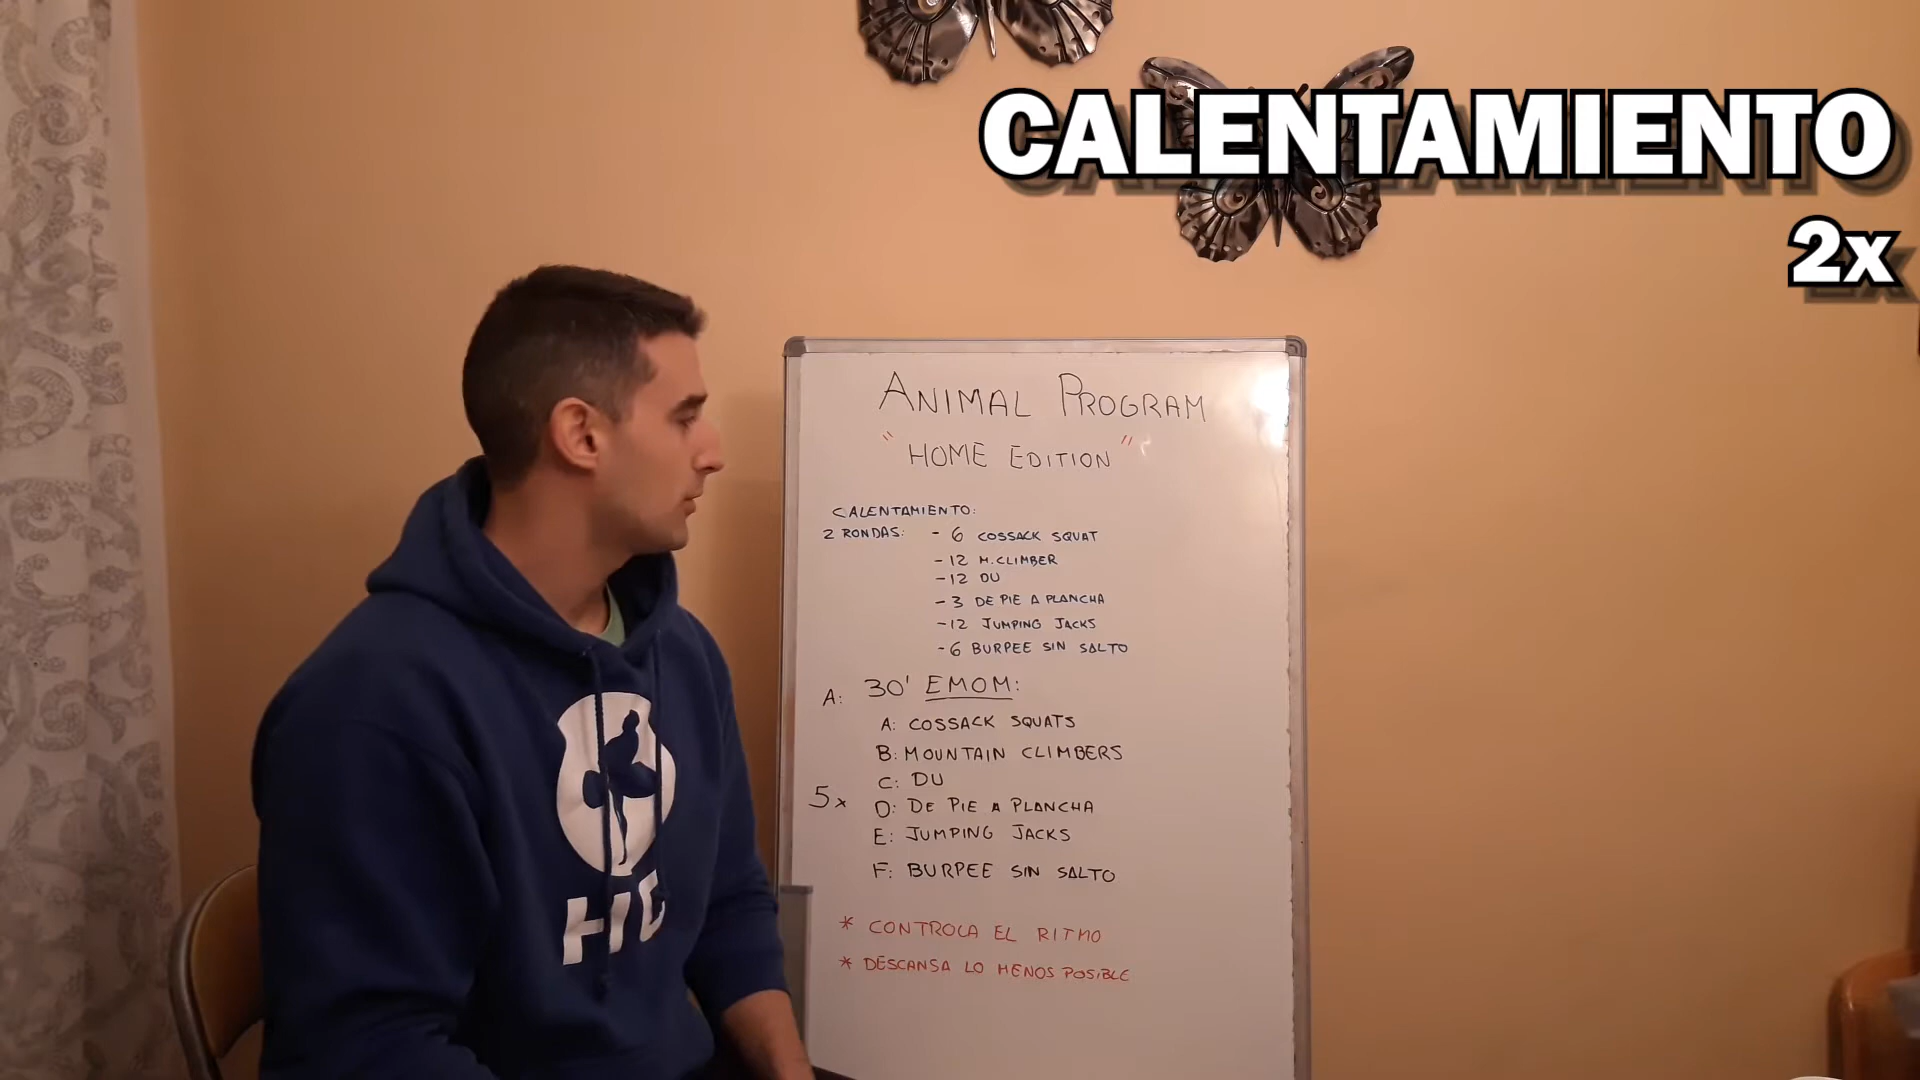 CALENTAMIENTO
2x
ANIMAL PROGRAM
"HOME EDITION"
CALENTAMIENTO:
2 RONDAS: - 6 COSSACK SQUAT
- 12 M.CLIMBER
- 12 DU
- 3 DE PIE A PLANCHA
- 12 JUMPING JACKS
- 6 BURPEE SIN SALTO
A: 30' EMOM:
A: COSSACK SQUATS
B: MOUNTAIN CLIMBERS
C: DU
5x D: DE PIE A PLANCHA
E: JUMPING JACKS
F: BURPEE SIN SALTO
* CONTROLA EL RITMO
* DESCANSA LO MENOS POSIBLE